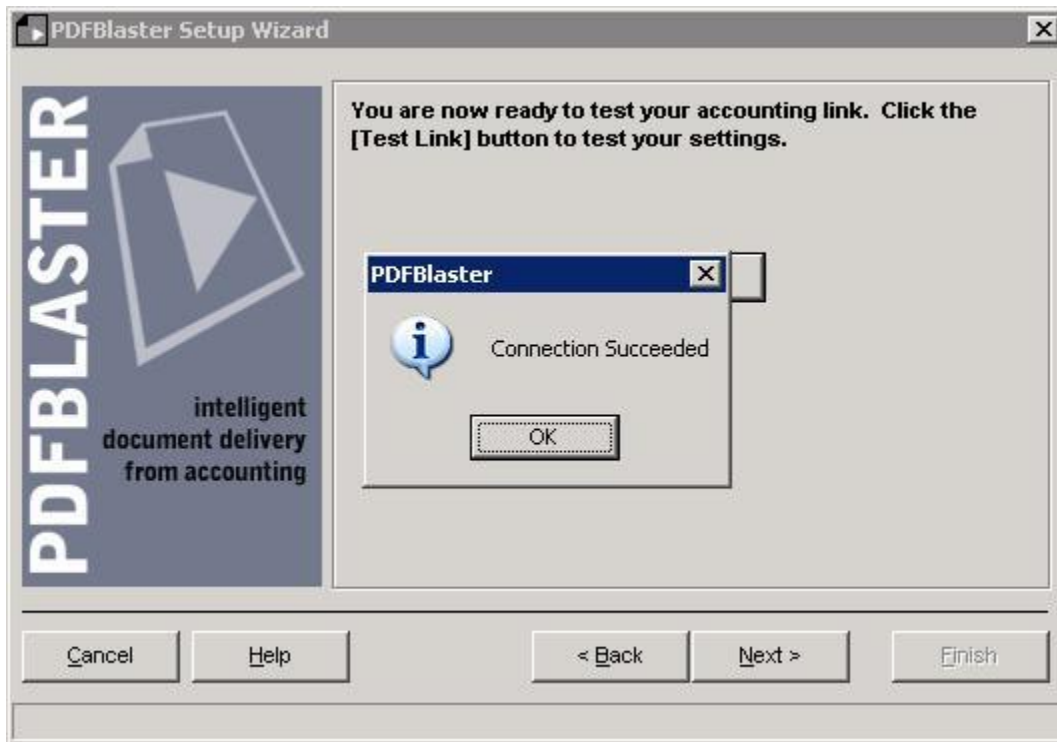 PDFBlaster Setup Wizard
You are now ready to test your accounting link. Click the
[Test Link] button to test your settings.
PDFBLASTER
intelligent
document delivery
from accounting
PDFBlaster
Connection Succeeded
OK
Cancel
Help
< Back
Next >
Finish